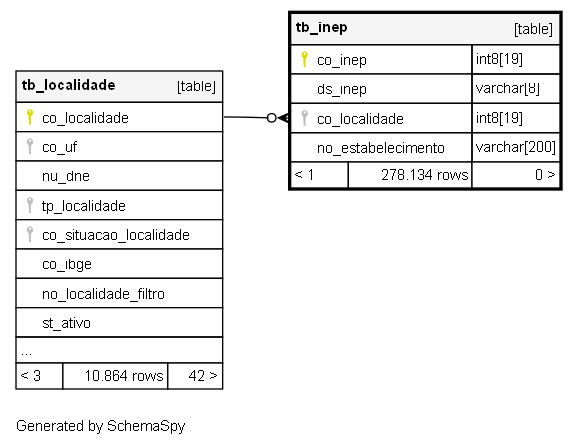 tb_inep [table]
co_inep int8[19]
ds_inep varchar[8]
co_localidade int8[19]
no_estabelecimento varchar[200]
< 1 278.134 rows 0 >
tb_localidade [table]
co_localidade
co_uf
nu_dne
tp_localidade
co_situacao_localidade
co_ibge
no_localidade_filtro
st_ativo
...
< 3 10.864 rows 42 >
Generated by SchemaSpy